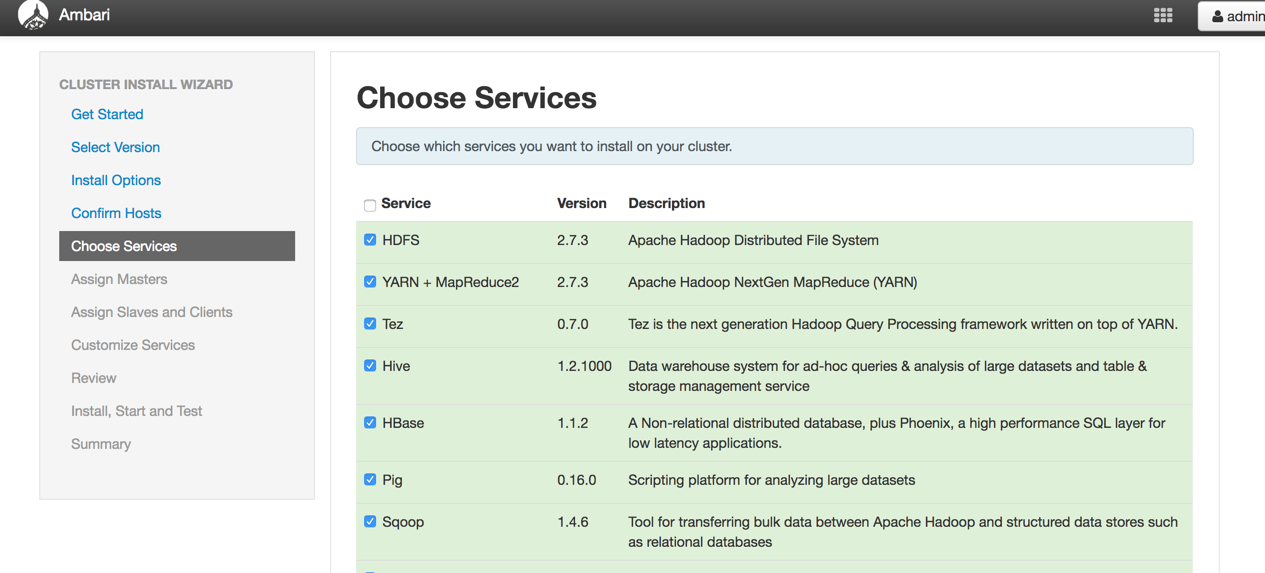 Ambari
admin
CLUSTER INSTALL WIZARD
Get Started
Select Version
Install Options
Confirm Hosts
Choose Services
Assign Masters
Assign Slaves and Clients
Customize Services
Review
Install, Start and Test
Summary
Choose Services
Choose which services you want to install on your cluster.
Service Version Description
HDFS 2.7.3 Apache Hadoop Distributed File System
YARN + MapReduce2 2.7.3 Apache Hadoop NextGen MapReduce (YARN)
Tez 0.7.0 Tez is the next generation Hadoop Query Processing framework written on top of YARN.
Hive 1.2.1000 Data warehouse system for ad-hoc queries & analysis of large datasets and table &
storage management service
HBase 1.1.2 A Non-relational distributed database, plus Phoenix, a high performance SQL layer for
low latency applications.
Pig 0.16.0 Scripting platform for analyzing large datasets
Sqoop 1.4.6 Tool for transferring bulk data between Apache Hadoop and structured data stores such
as relational databases